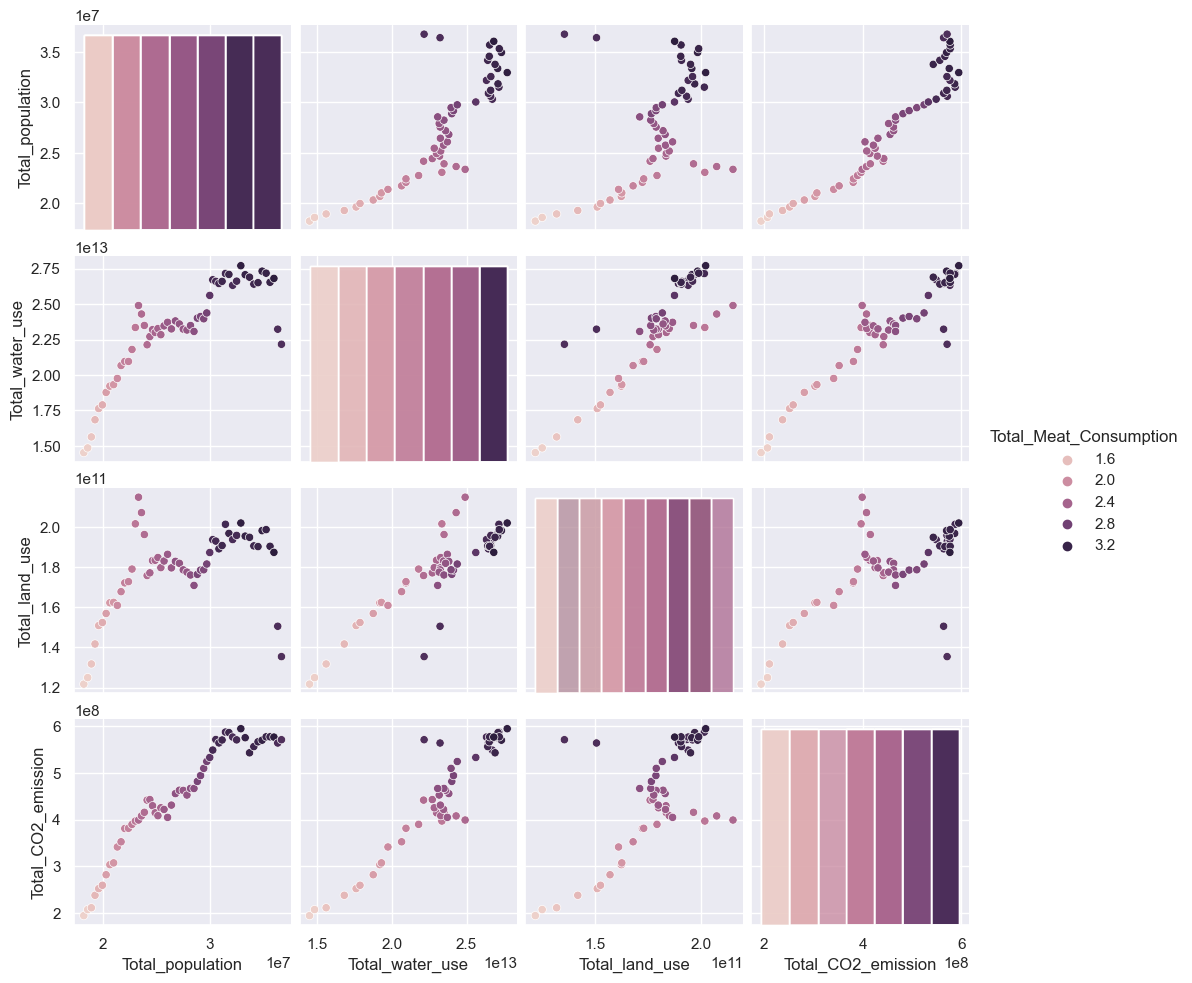 1e7
3.5
3.0
2.5
2.0
Total_population
1e13
2.75
2.50
2.25
2.00
1.75
1.50
Total_water_use
Total_Meat_Consumption
1.6
2.0
2.4
2.8
3.2
1e11
2.0
1.8
1.6
1.4
1.2
Total_land_use
1e8
6
5
4
3
2
Total_CO2_emission
2 3 1.5 2.0 2.5 1.5 2.0 2 4 6
Total_population 1e7 Total_water_use 1e13 Total_land_use 1e11 Total_CO2_emission 1e8